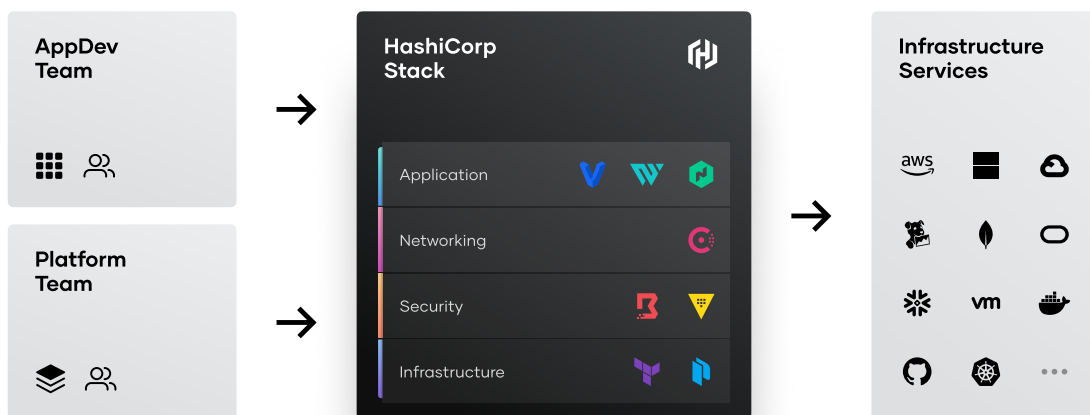 AppDev
Team
Platform
Team
HashiCorp
Stack
Application
Networking
Security
Infrastructure
Infrastructure
Services
aws
vm